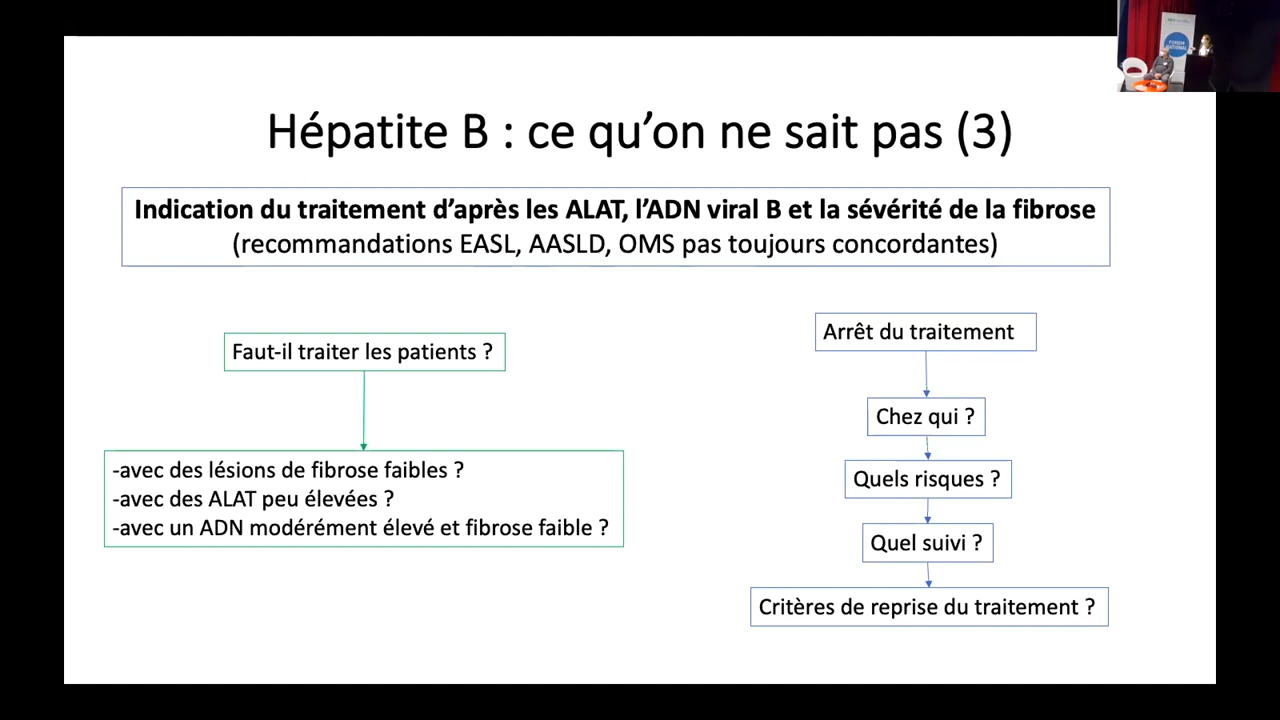 Hépatite B : ce qu’on ne sait pas (3)
Indication du traitement d’après les ALAT, l’ADN viral B et la sévérité de la fibrose
(recommandations EASL, AASLD, OMS pas toujours concordantes)
Faut-il traiter les patients ?
-avec des lésions de fibrose faibles ?
-avec des ALAT peu élevées ?
-avec un ADN modérément élevé et fibrose faible ?
Arrêt du traitement
Chez qui ?
Quels risques ?
Quel suivi ?
Critères de reprise du traitement ?
FORUM
NATIONAL